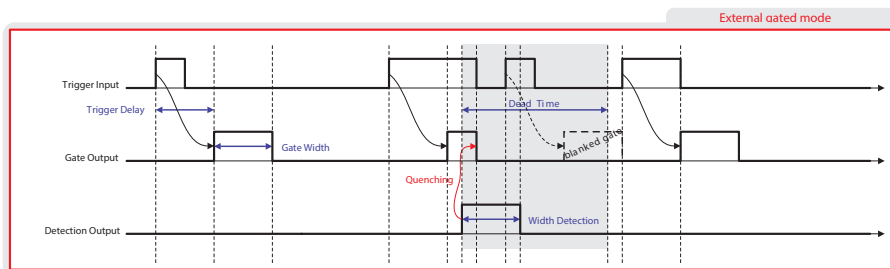 External gated mode
Trigger Input
Trigger Delay
Dead Time
Gate Width
blanked gate
Gate Output
Quenching
Width Detection
Detection Output